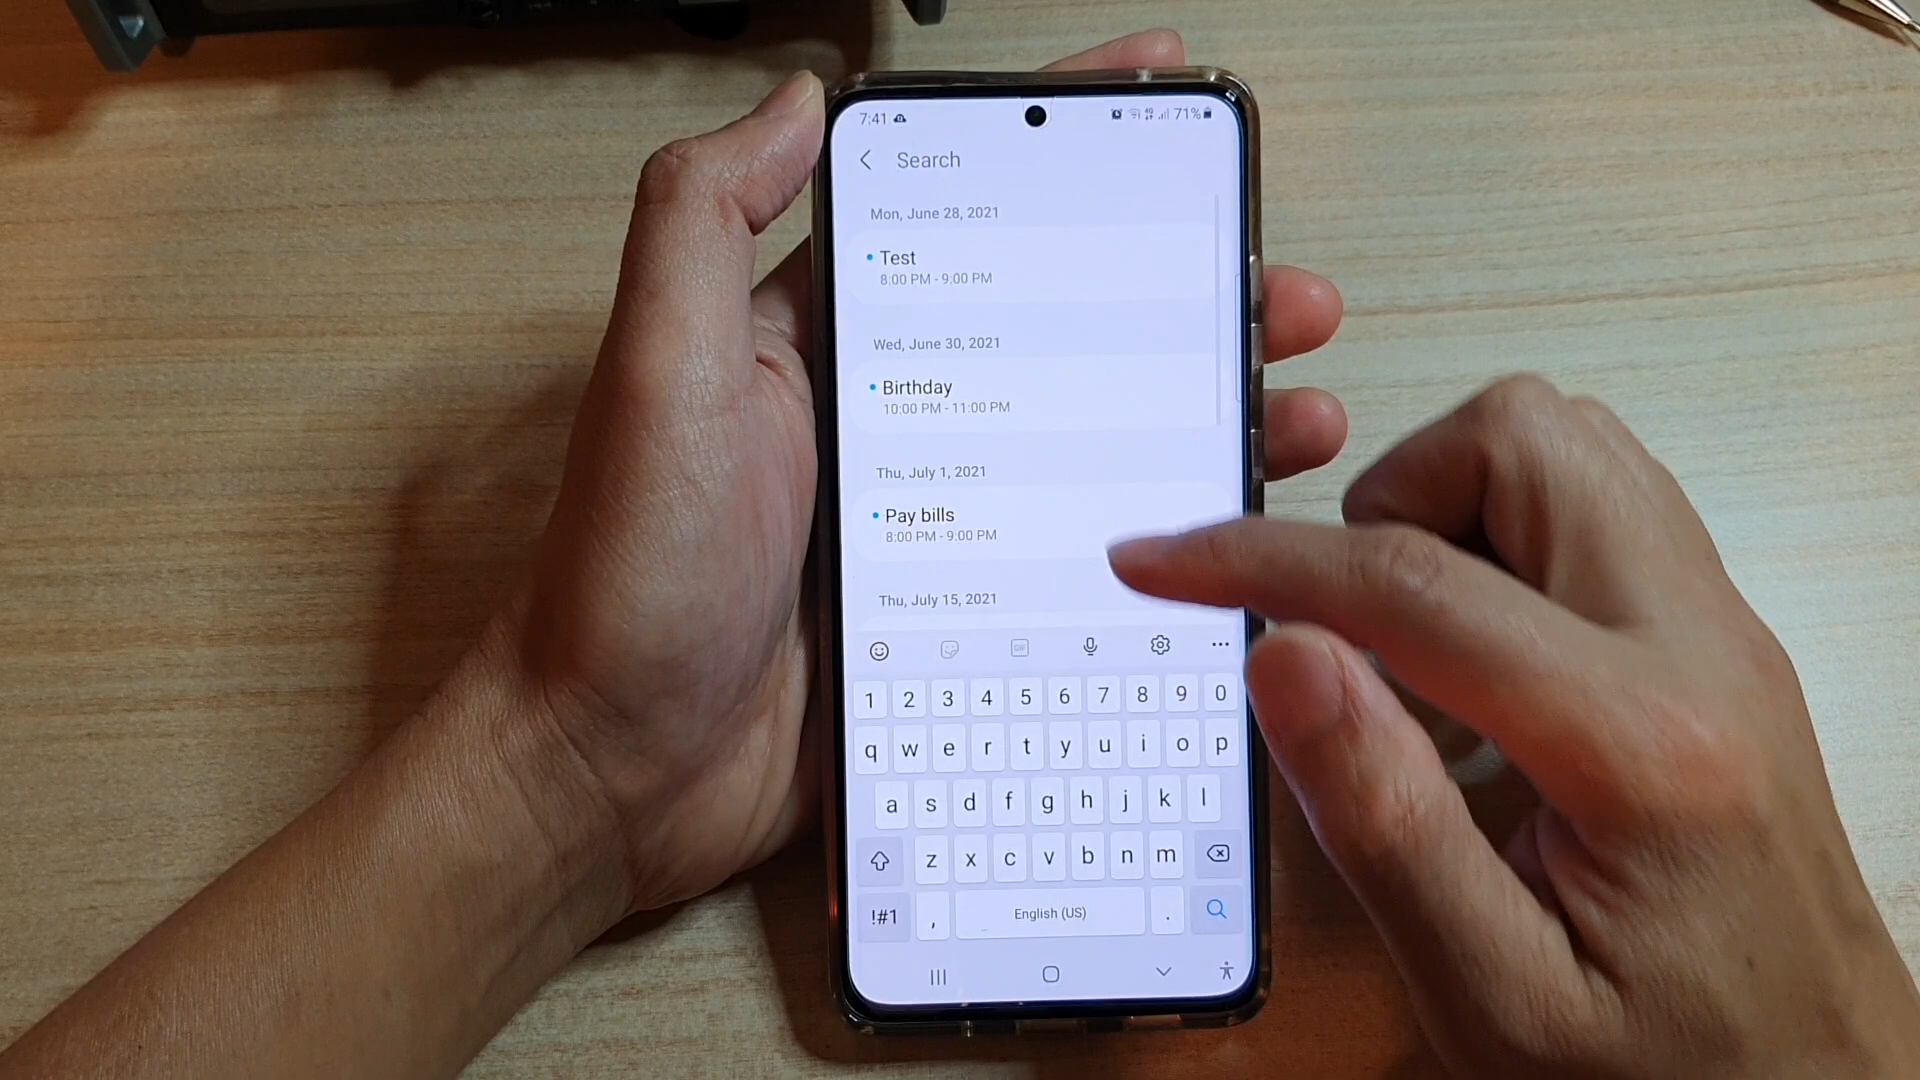 7:41 71%
Search
Mon, June 28, 2021
Test
8:00 PM - 9:00 PM
Wed, June 30, 2021
Birthday
10:00 PM - 11:00 PM
Thu, July 1, 2021
Pay bills
8:00 PM - 9:00 PM
Thu, July 15, 2021
GIF
1 2 3 4 5 6 7 8 9 0
q w e r t y u i o p
a s d f g h j k l
z x c v b n m
!#1 , English (US) .